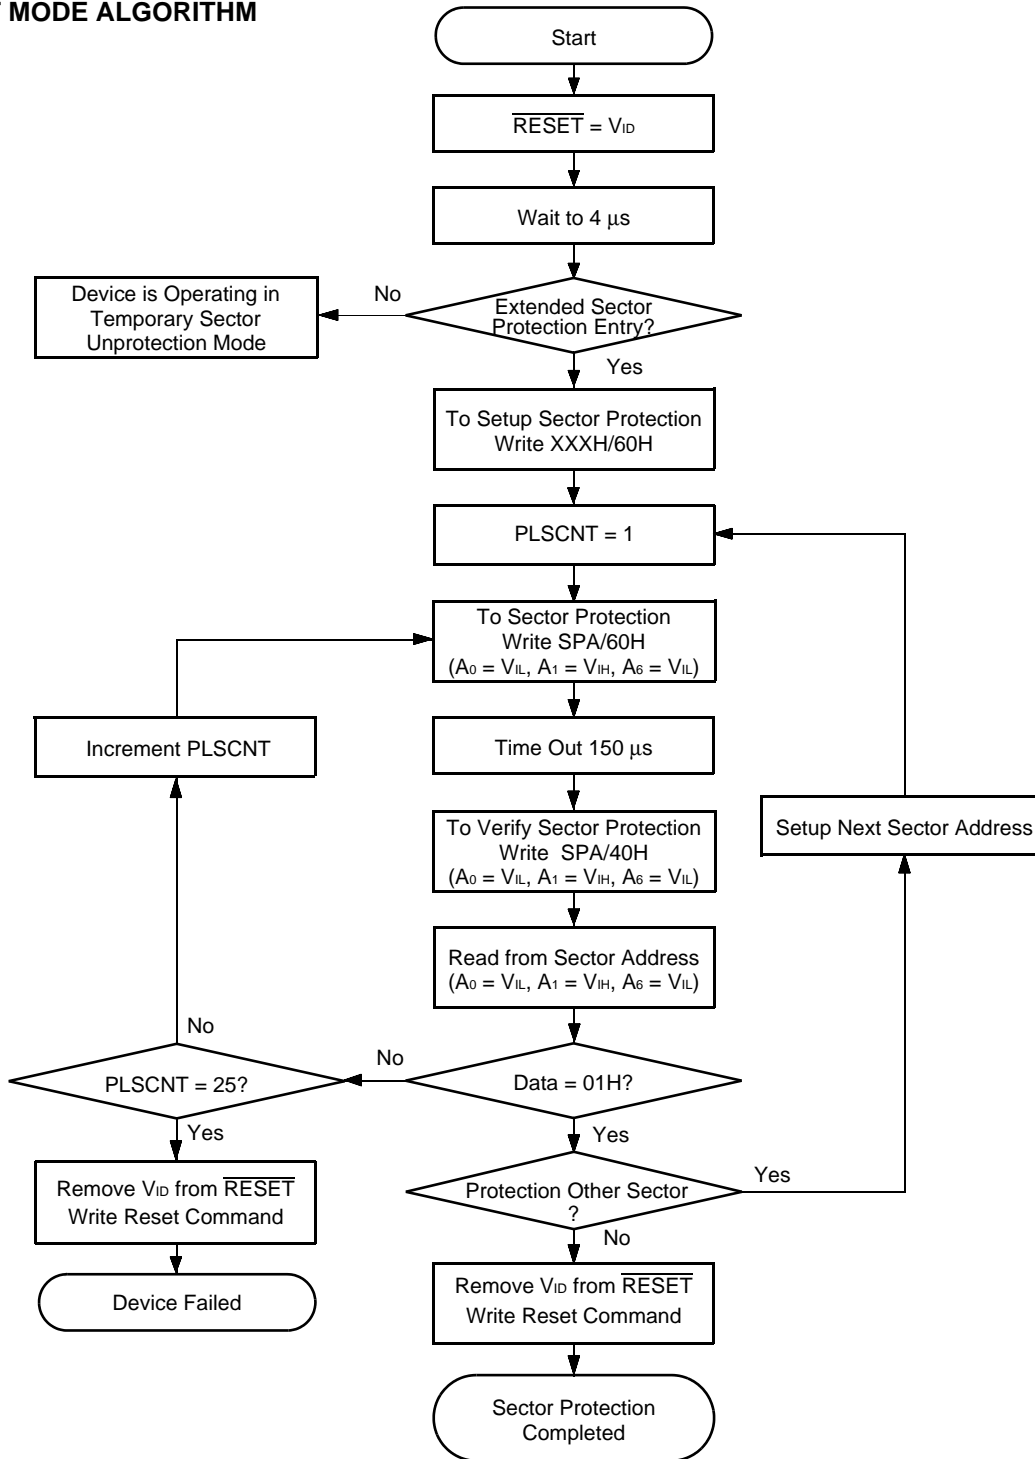 MODE ALGORITHM
Start
RESET = VID
Wait to 4 μs
Extended Sector
Protection Entry?
No
Device is Operating in
Temporary Sector
Unprotection Mode
Yes
To Setup Sector Protection
Write XXXH/60H
PLSCNT = 1
To Sector Protection
Write SPA/60H
(A0 = VIL, A1 = VIH, A6 = VIL)
Increment PLSCNT
Time Out 150 μs
To Verify Sector Protection
Write SPA/40H
(A0 = VIL, A1 = VIH, A6 = VIL)
Setup Next Sector Address
Read from Sector Address
(A0 = VIL, A1 = VIH, A6 = VIL)
No
PLSCNT = 25?
No
Data = 01H?
Yes
Yes
Remove VID from RESET
Write Reset Command
Protection Other Sector
?
Yes
No
Device Failed
Remove VID from RESET
Write Reset Command
Sector Protection
Completed